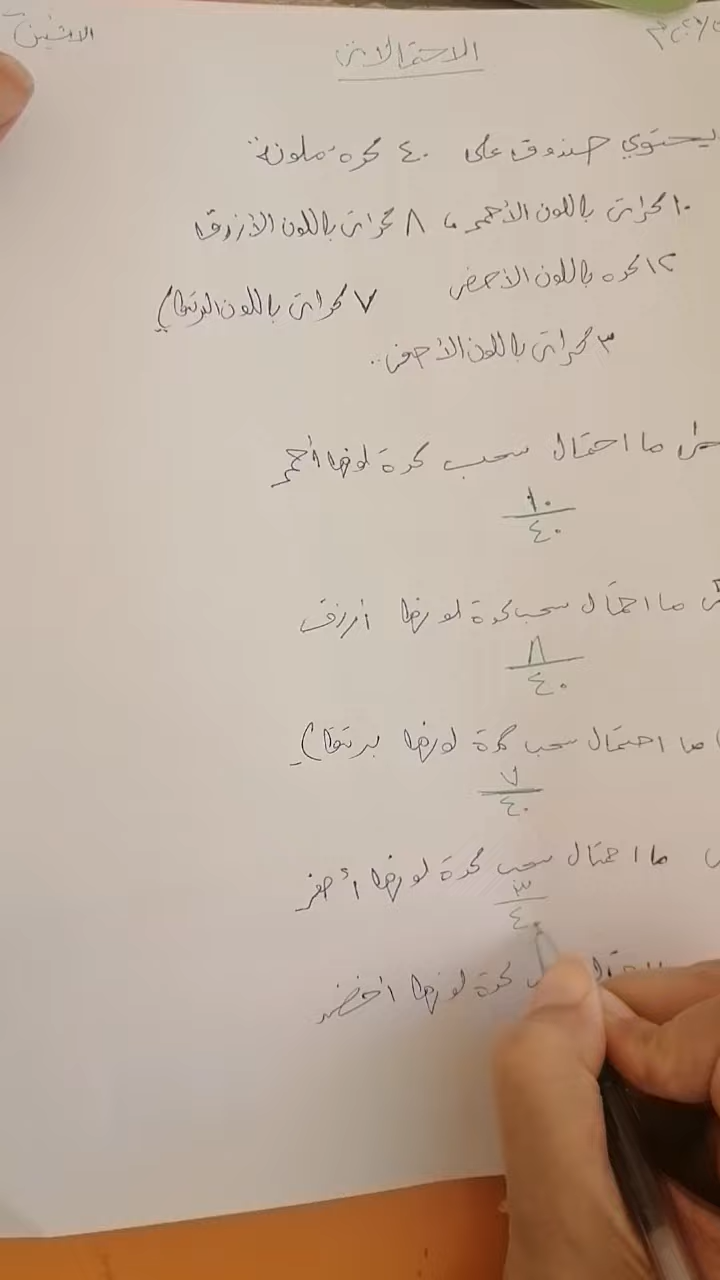 الاثنين
الاحتمالات
يحتوي صندوق على ٤٠ كره ملونة
١٠ كرات باللون الأحمر، ٨ كرات باللون الأزرق
١٢ كره باللون الأخضر ٧ كرات باللون البرتقالي
٣ كرات باللون الأصفر..
ما احتمال سحب كرة لونها أحمر
١٠
٤٠
ما احتمال سحب كرة لونها أزرق
٨
٤٠
ما احتمال سحب كرة لونها برتقالي
٧
٤٠
ما احتمال سحب كرة لونها أصفر
٣
٤٠
كرة لونها أخضر